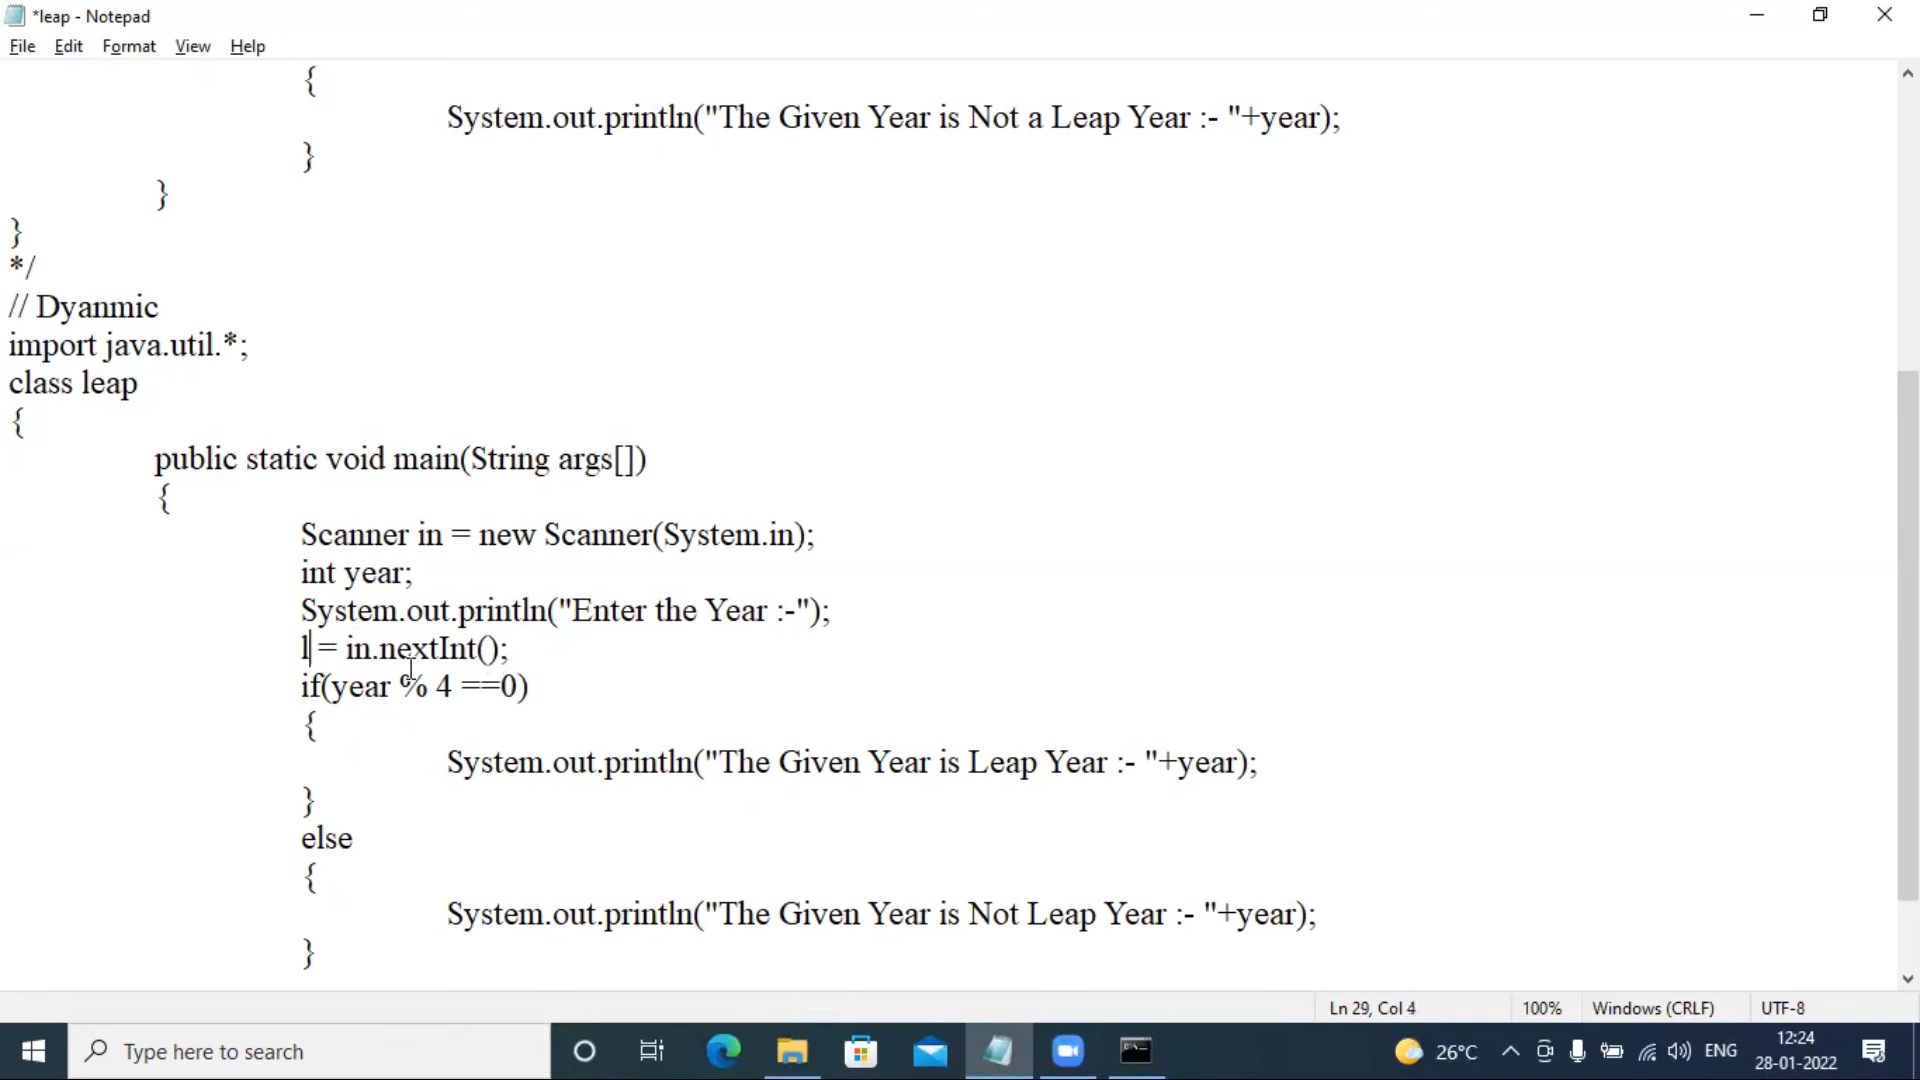 *leap - Notepad
File Edit Format View Help
{
System.out.println("The Given Year is Not a Leap Year :- "+year);
}
}
}
*/
// Dyanmic
import java.util.*;
class leap
{
public static void main(String args[])
{
Scanner in = new Scanner(System.in);
int year;
System.out.println("Enter the Year :-");
l = in.nextInt();
if(year % 4 ==0)
{
System.out.println("The Given Year is Leap Year :- "+year);
}
else
{
System.out.println("The Given Year is Not Leap Year :- "+year);
}
Ln 29, Col 4 100% Windows (CRLF) UTF-8
Type here to search 26°C ENG 12:24
28-01-2022